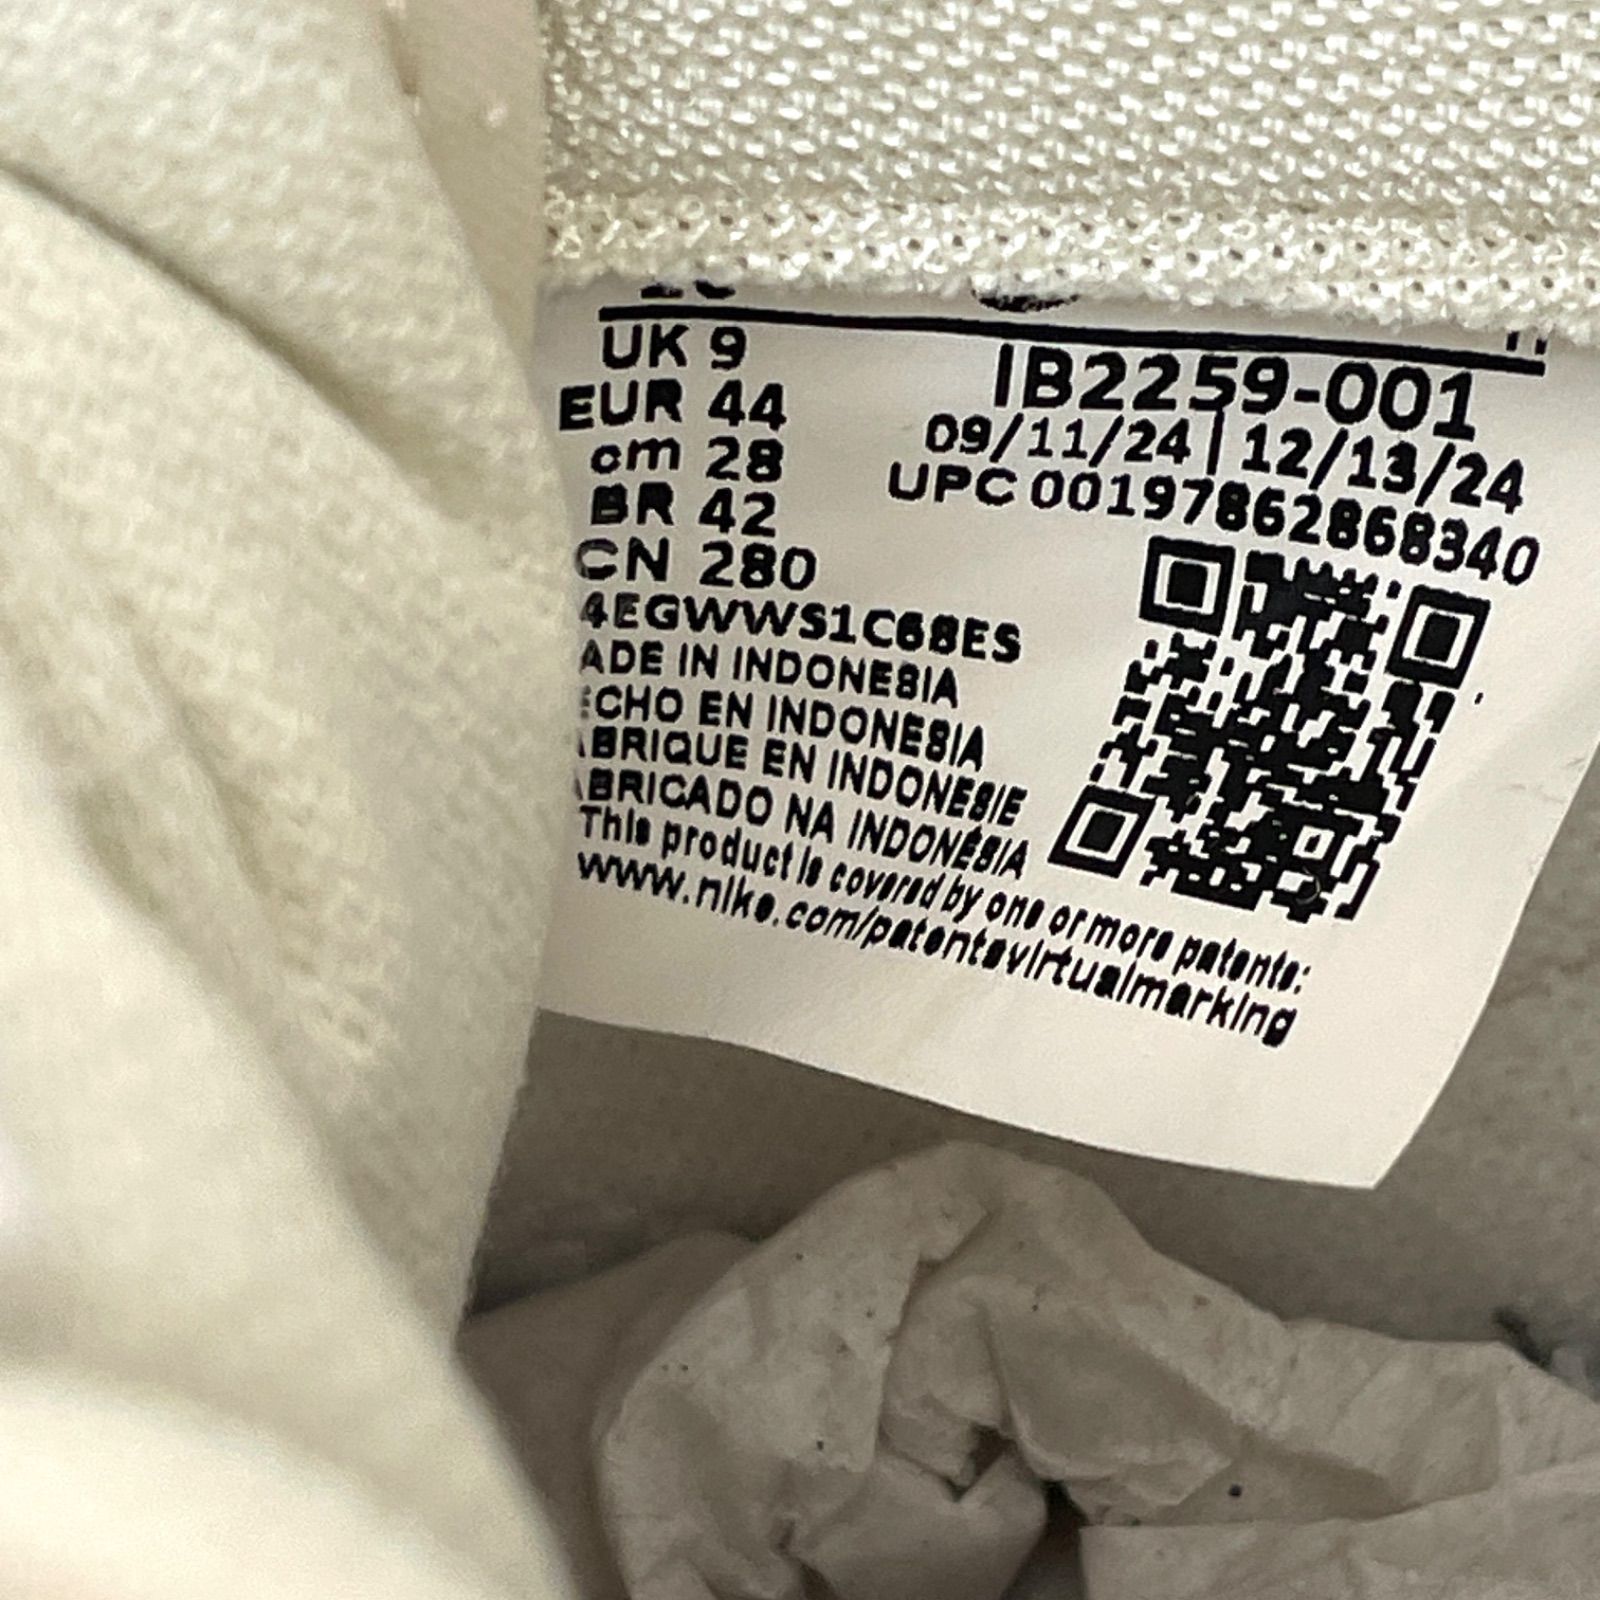 UK 9
EUR 44
cm 28
BR 42
CN 280
IB2259-001
09/11/24 | 12/13/24
UPC 00197862868340
4EGWWS1C68ES
ADE IN INDONESIA
ECHO EN INDONESIA
ABRIQUE EN INDONESIE
ABRICADO NA INDONÉSIA
This product is covered by one or more patents:
www.nike.com/patentsvirtualmarking